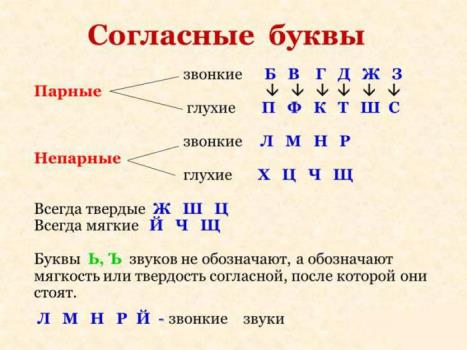 Согласные буквы
звонкие Б В Г Д Ж З
Парные
глухие П Ф К Т Ш С
звонкие Л М Н Р
Непарные
глухие Х Ц Ч Щ
Всегда твердые Ж Ш Ц
Всегда мягкие Й Ч Щ
Буквы Ь, Ъ звуков не обозначают, а обозначают
мягкость или твердость согласной, после которой они
стоят.
Л М Н Р Й - звонкие звуки